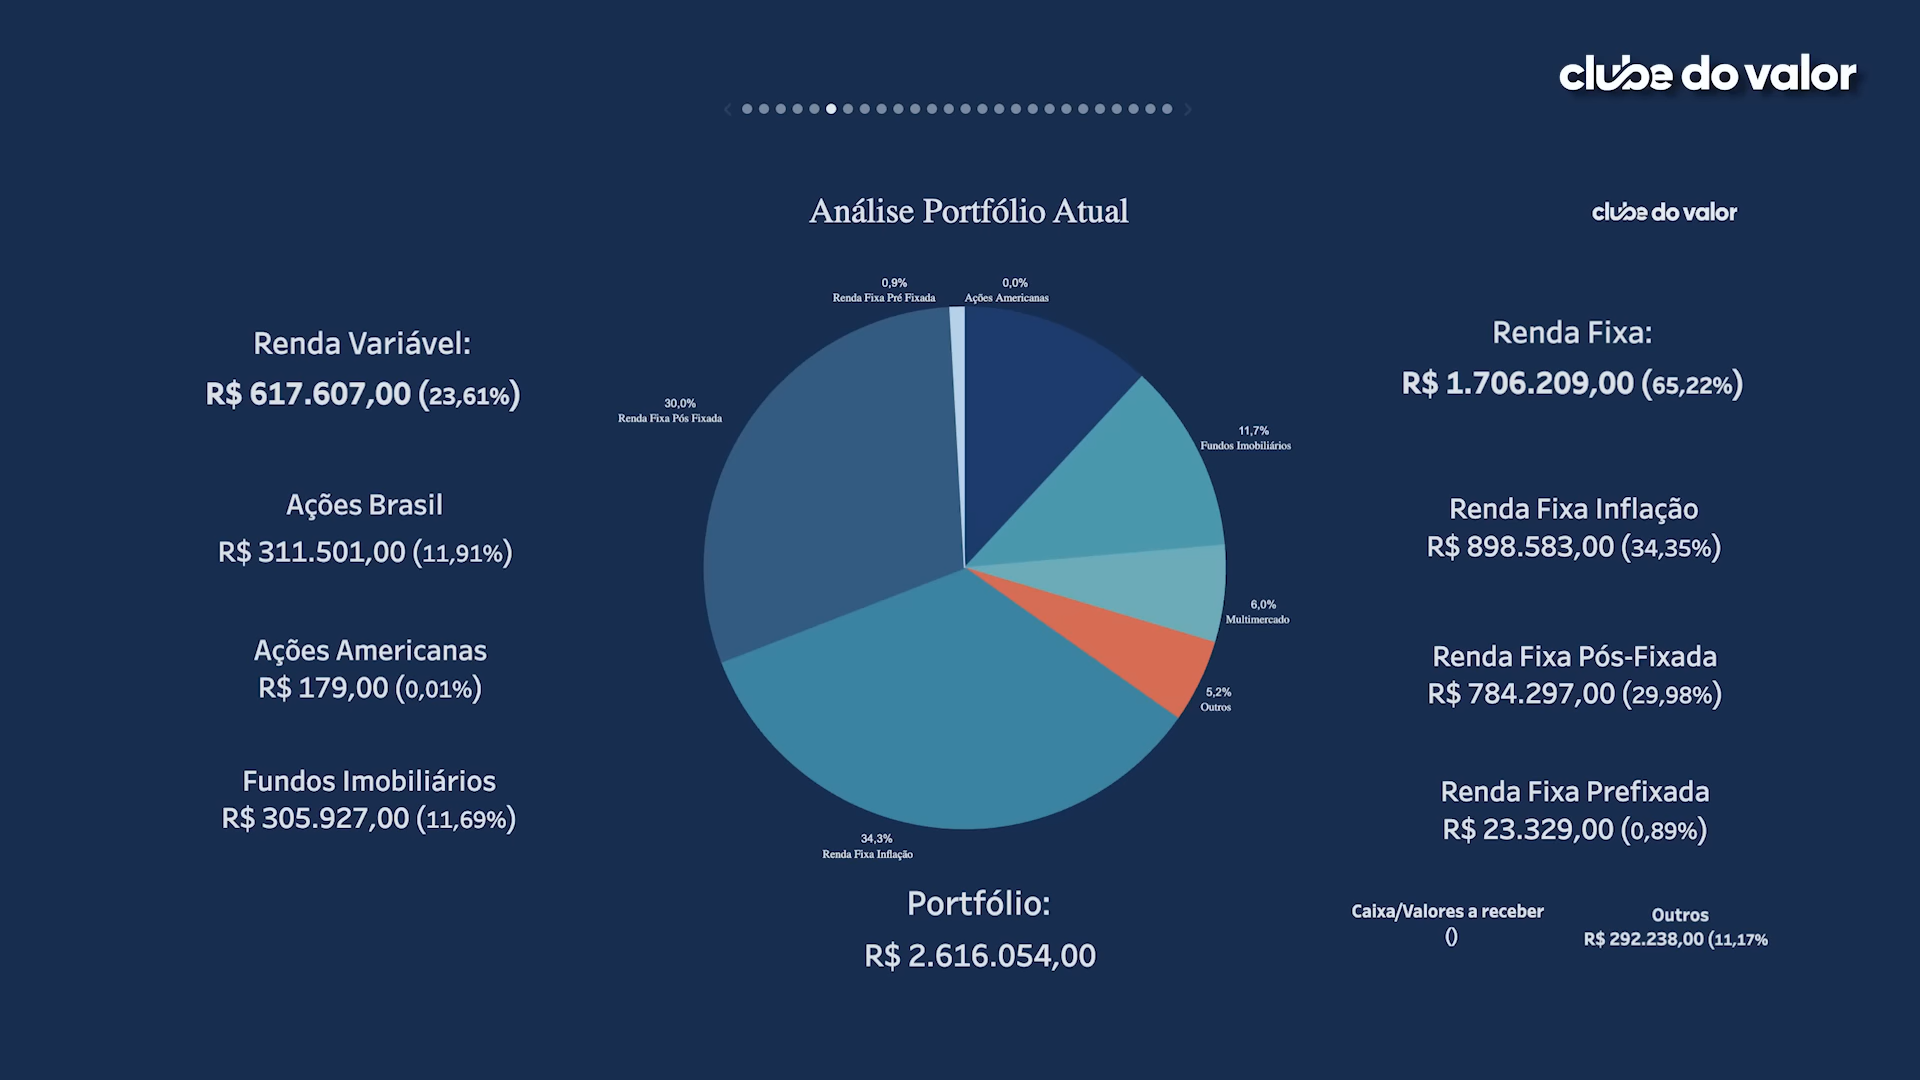 clube do valor
Análise Portfólio Atual
clube do valor
Renda Variável:
R$ 617.607,00 (23,61%)
Ações Brasil
R$ 311.501,00 (11,91%)
Ações Americanas
R$ 179,00 (0,01%)
Fundos Imobiliários
R$ 305.927,00 (11,69%)
0,9%
Renda Fixa Pré Fixada
0,0%
Ações Americanas
30,0%
Renda Fixa Pós Fixada
11,7%
Fundos Imobiliários
6,0%
Multimercado
5,2%
Outros
34,3%
Renda Fixa Inflação
Portfólio:
R$ 2.616.054,00
Renda Fixa:
R$ 1.706.209,00 (65,22%)
Renda Fixa Inflação
R$ 898.583,00 (34,35%)
Renda Fixa Pós-Fixada
R$ 784.297,00 (29,98%)
Renda Fixa Prefixada
R$ 23.329,00 (0,89%)
Caixa/Valores a receber
()
Outros
R$ 292.238,00 (11,17%